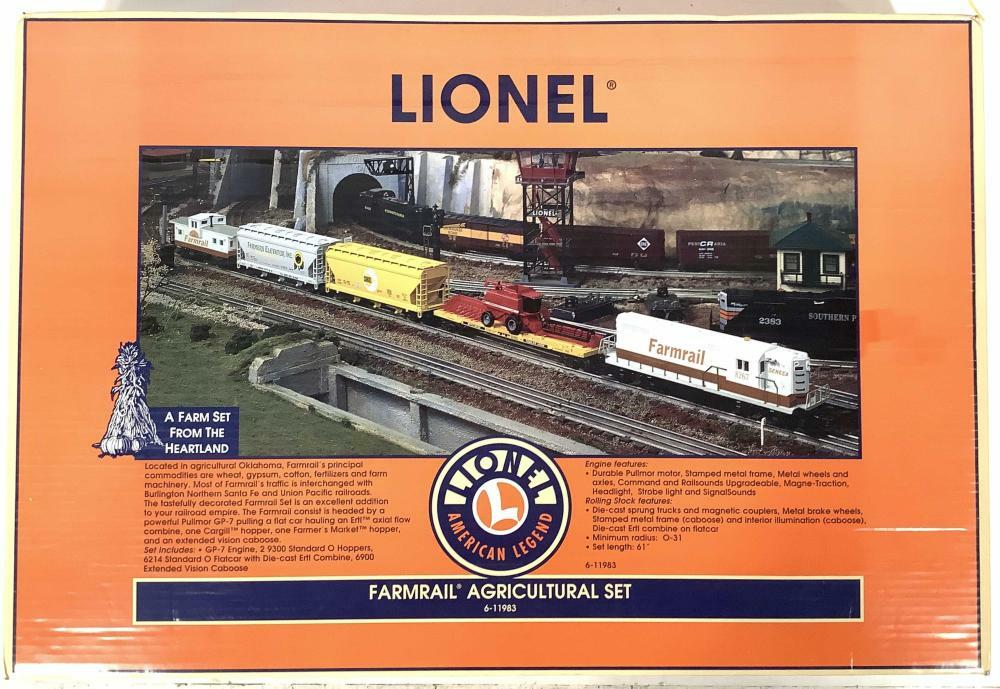 LIONEL®
Farmrail
FARMERS ELEVATOR, INC.
LIONEL
2383
SOUTHERN P
Farmrail
8267
GENEVA
A FARM SET
FROM THE
HEARTLAND
Located in agricultural Oklahoma, Farmrail's principal
commodities are wheat, gypsum, cotton, fertilizers and farm
machinery. Most of Farmrail's traffic is interchanged with
Burlington Northern Santa Fe and Union Pacific railroads.
The tastefully decorated Farmrail Set is an excellent addition
to your railroad empire. The Farmrail consist is headed by a
powerful Pullmor GP-7 pulling a flat car hauling an Ertl™ axial flow
combine, one Cargill™ hopper, one Farmer's Market™ hopper,
and an extended vision caboose.
Set Includes: • GP-7 Engine, 2 9300 Standard O Hoppers,
6214 Standard O Flatcar with Die-cast Ertl Combine, 6900
Extended Vision Caboose
LIONEL
L
AMERICAN LEGEND
Engine features:
• Durable Pullmor motor, Stamped metal frame, Metal wheels and
axles, Command and Railsounds Upgradeable, Magne-Traction,
Headlight, Strobe light and SignalSounds
Rolling Stock features:
• Die-cast sprung trucks and magnetic couplers, Metal brake wheels,
Stamped metal frame (caboose) and interior illumination (caboose),
Die-cast Ertl combine on flatcar
• Minimum radius: O-31
• Set length: 61"
6-11983
FARMRAIL® AGRICULTURAL SET
6-11983